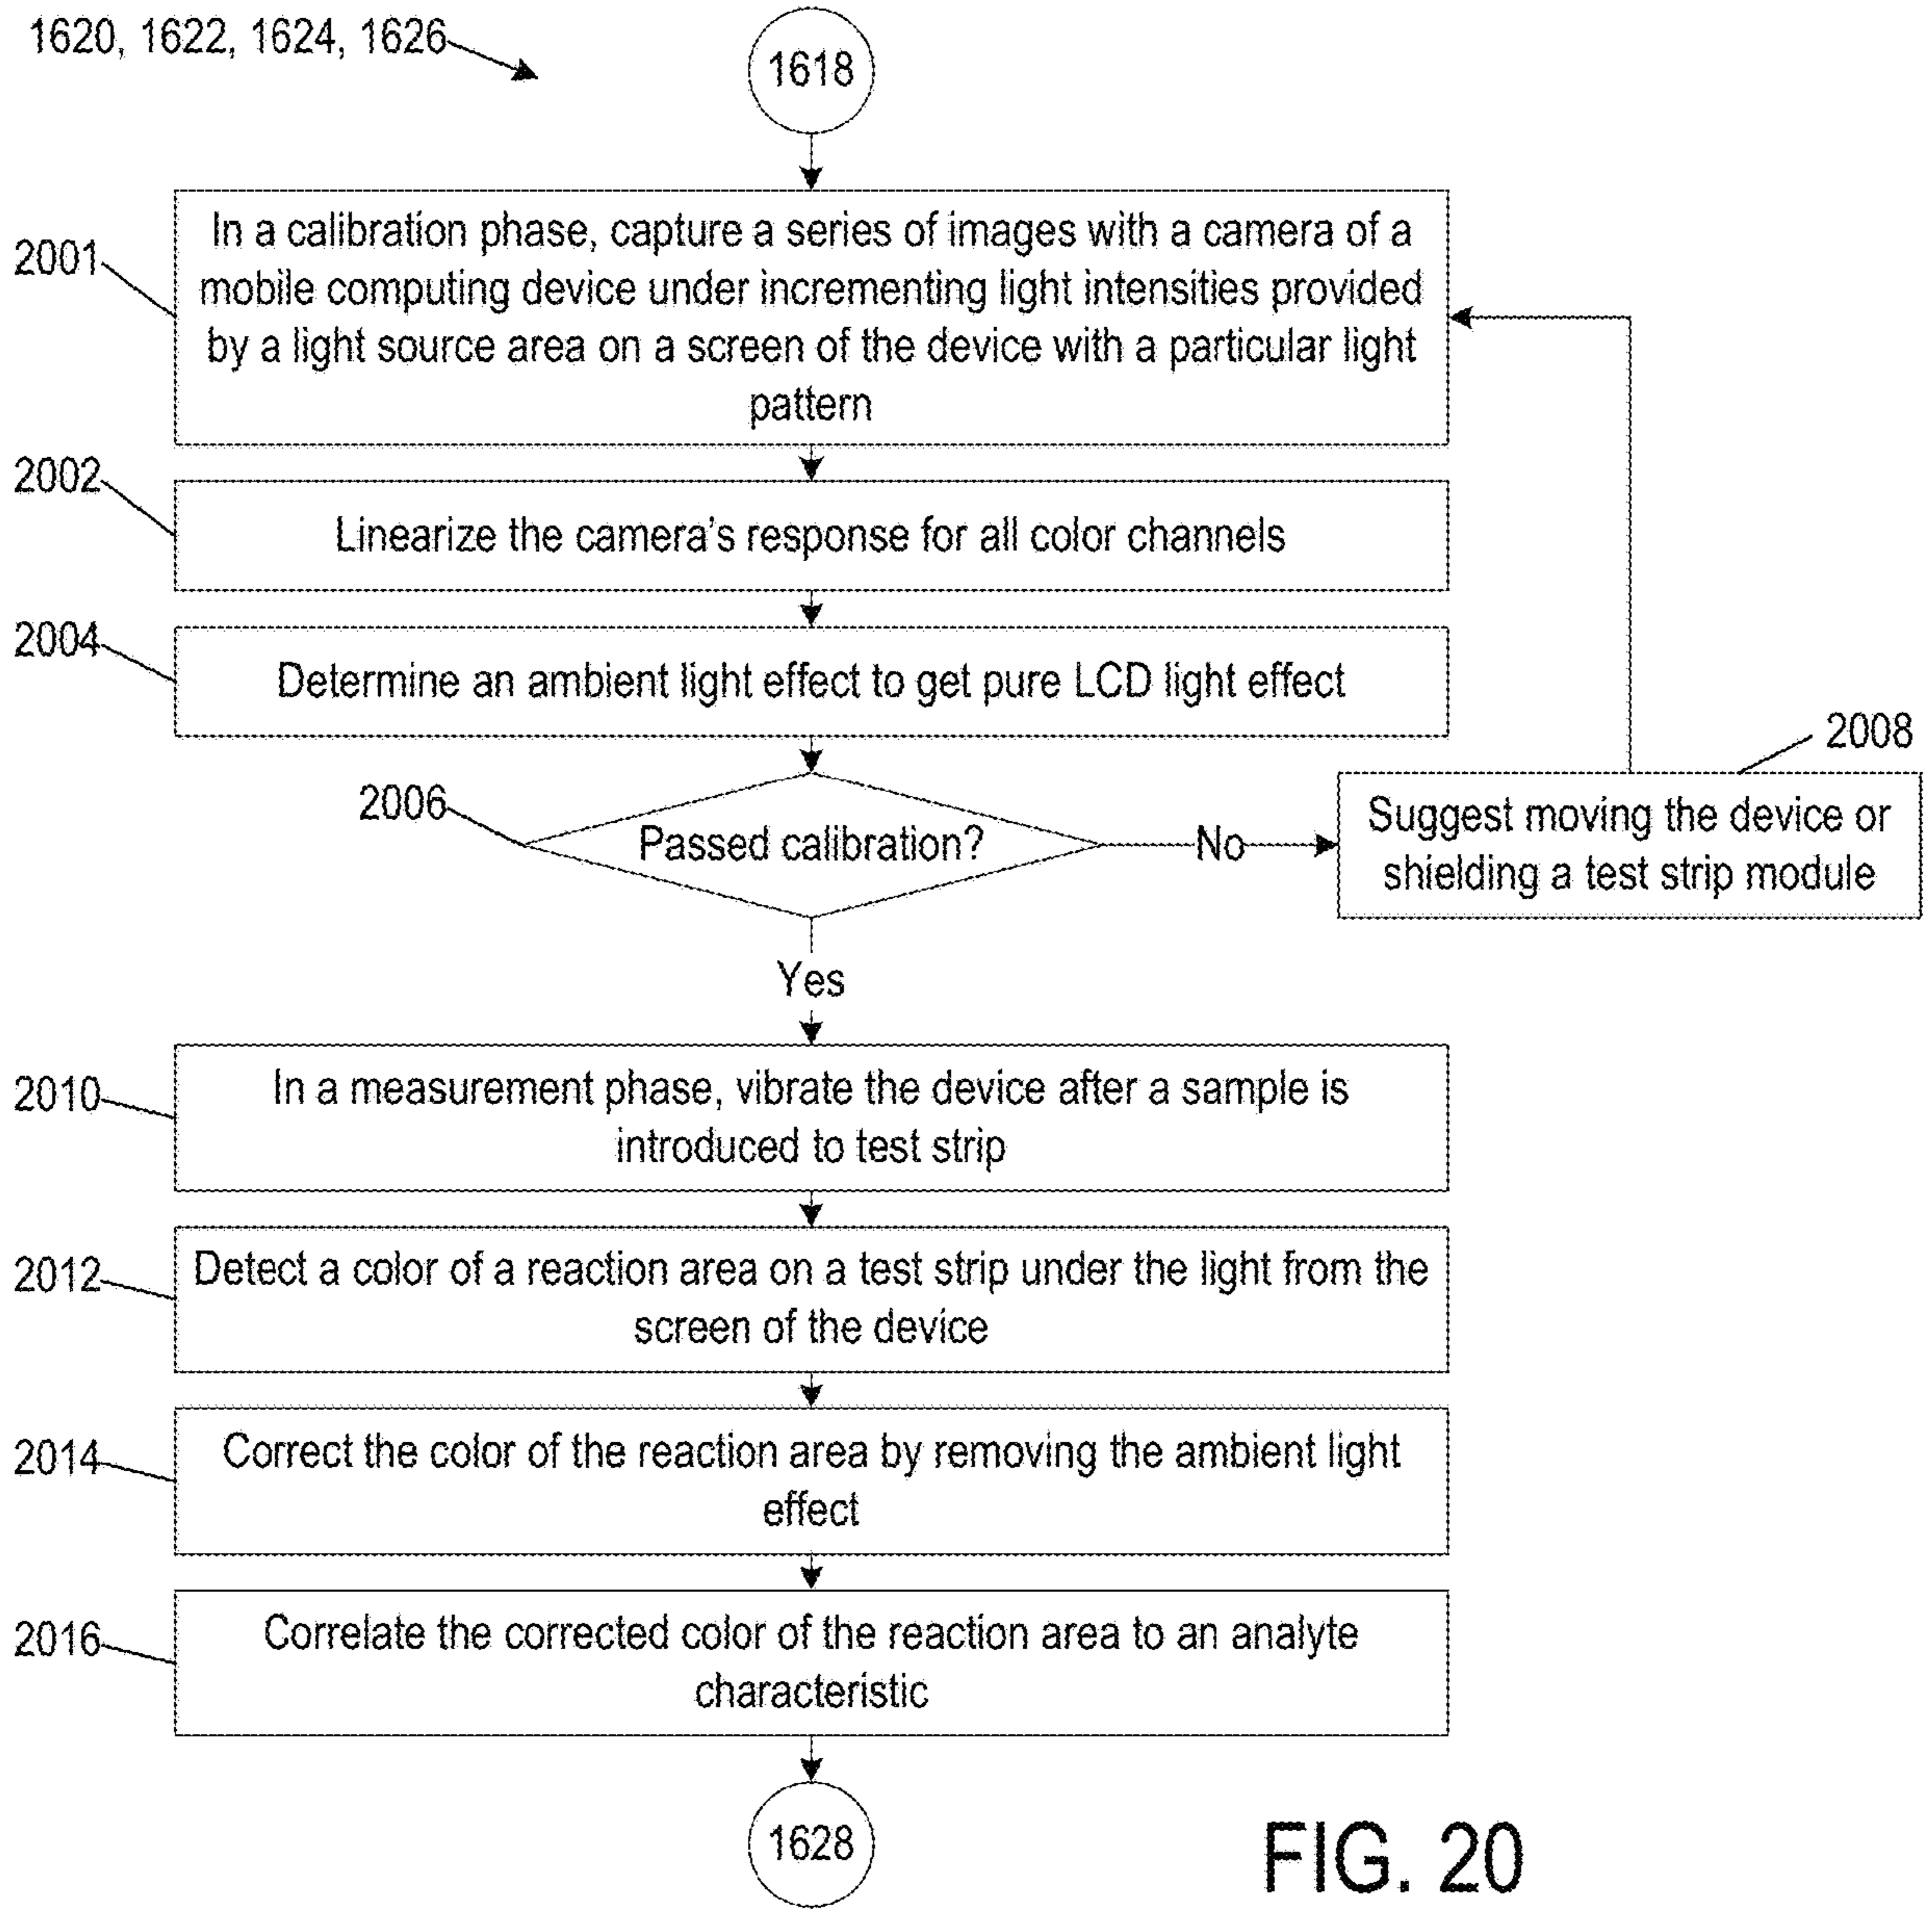 1620, 1622, 1624, 1626
1618
2001
In a calibration phase, capture a series of images with a camera of a
mobile computing device under incrementing light intensities provided
by a light source area on a screen of the device with a particular light
pattern
2002
Linearize the camera's response for all color channels
2004
Determine an ambient light effect to get pure LCD light effect
2006
Passed calibration?
No
2008
Suggest moving the device or
shielding a test strip module
Yes
2010
In a measurement phase, vibrate the device after a sample is
introduced to test strip
2012
Detect a color of a reaction area on a test strip under the light from the
screen of the device
2014
Correct the color of the reaction area by removing the ambient light
effect
2016
Correlate the corrected color of the reaction area to an analyte
characteristic
1628
FIG. 20